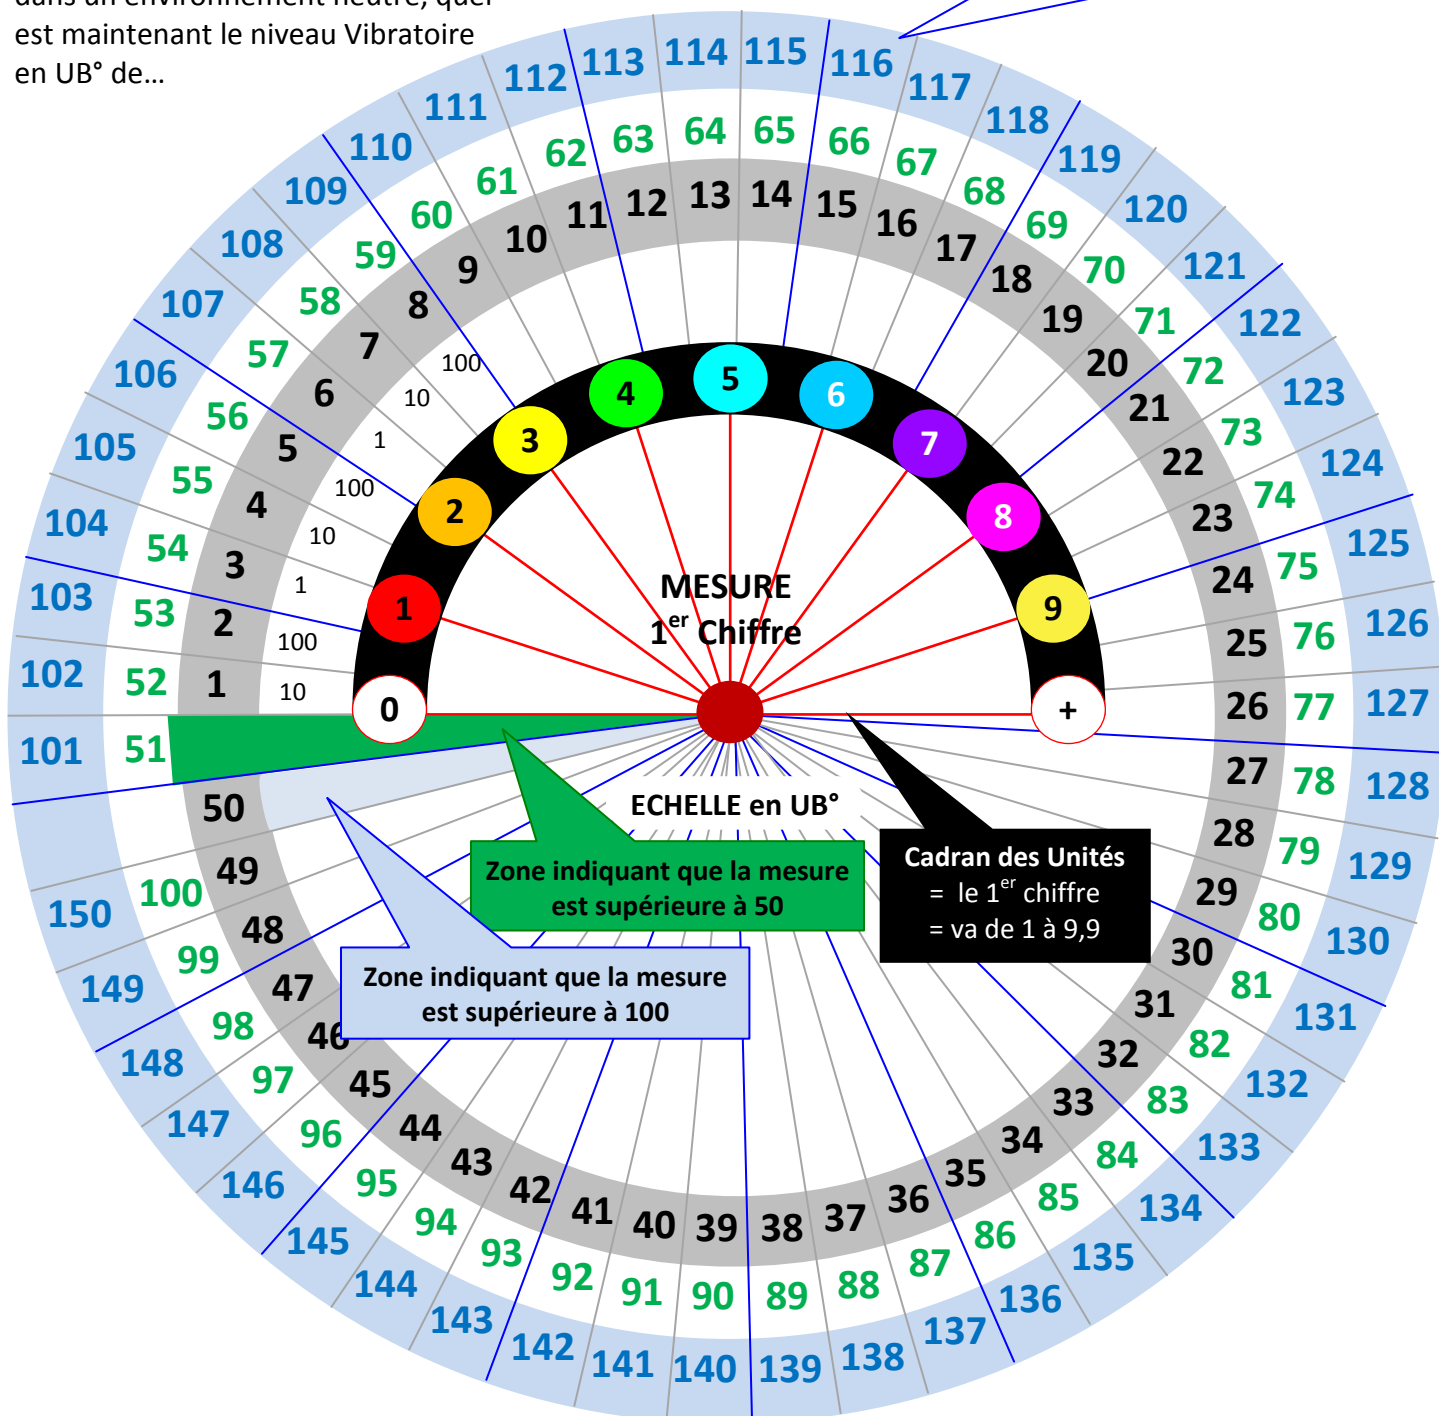 dans un environnement neutre, quel
est maintenant le niveau Vibratoire
en UB° de...
101 102 103 104 105 106 107 108 109 110 111 112 113 114 115 116 117 118 119 120 121 122 123 124 125 126 127 128 129 130 131 132 133 134 135 136 137 138 139 140 141 142 143 144 145 146 147 148 149 150
51 52 53 54 55 56 57 58 59 60 61 62 63 64 65 66 67 68 69 70 71 72 73 74 75 76 77 78 79 80 81 82 83 84 85 86 87 88 89 90 91 92 93 94 95 96 97 98 99 100
1 2 3 4 5 6 7 8 9 10 11 12 13 14 15 16 17 18 19 20 21 22 23 24 25 26 27 28 29 30 31 32 33 34 35 36 37 38 39 40 41 42 43 44 45 46 47 48 49 50
10 100 1 10 100 1 10 100
0 1 2 3 4 5 6 7 8 9 +
MESURE
1er Chiffre
ECHELLE en UB°
Zone indiquant que la mesure
est supérieure à 50
Cadran des Unités
= le 1er chiffre
= va de 1 à 9,9
Zone indiquant que la mesure
est supérieure à 100